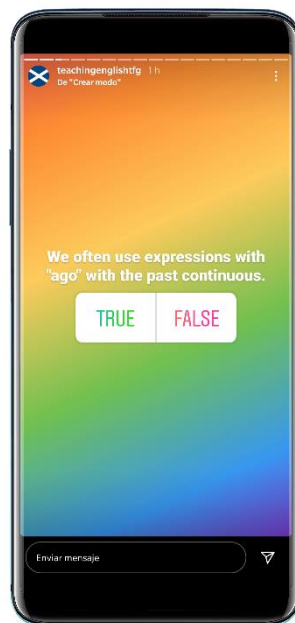 teachingenglishtfg 1 h
De "Crear modo"
We often use expressions with
"ago" with the past continuous.
TRUE FALSE
Enviar mensaje